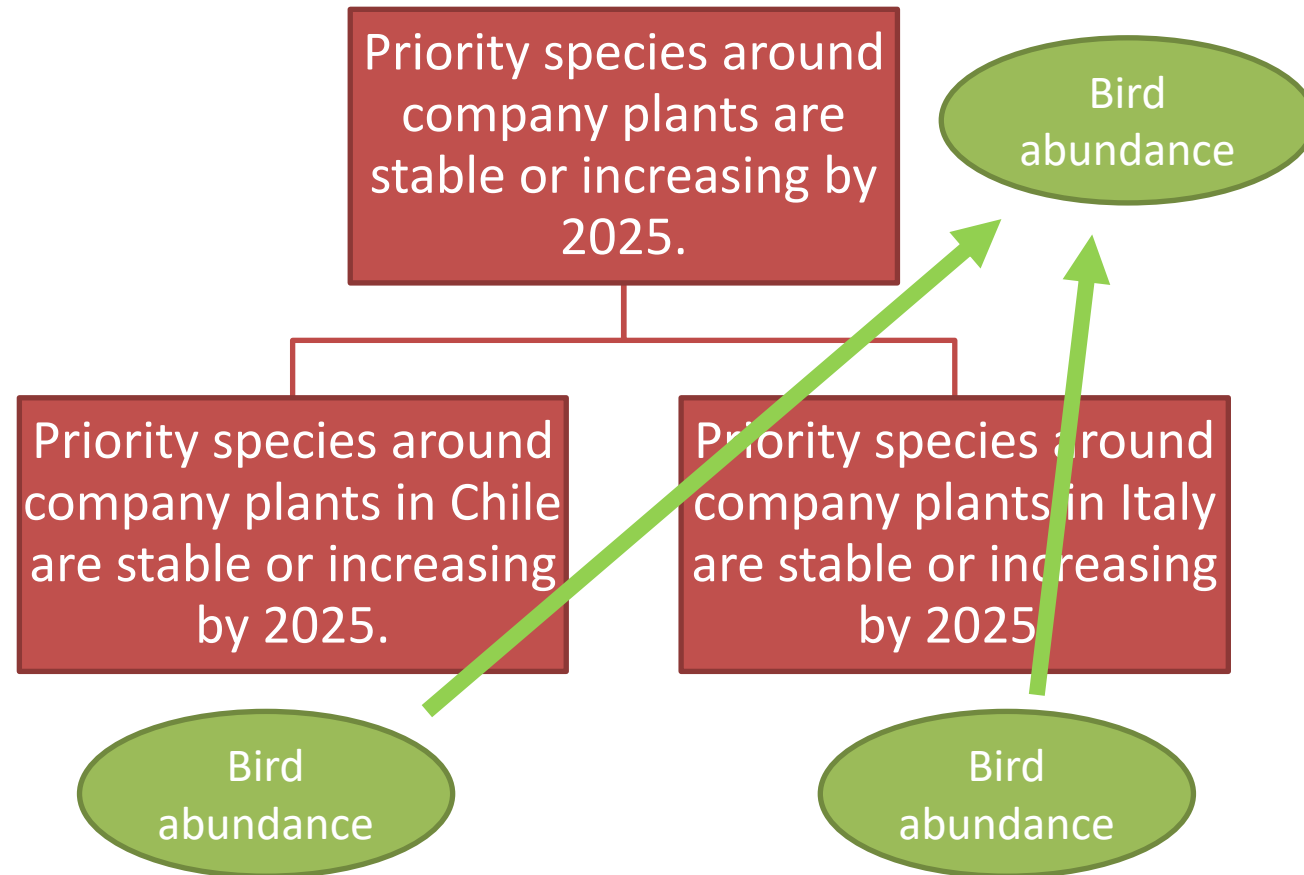 Priority species around
company plants are
stable or increasing by
2025.
Bird
abundance
Priority species around
company plants in Chile
are stable or increasing
by 2025.
Priority species around
company plants in Italy
are stable or increasing
by 2025
Bird
abundance
Bird
abundance